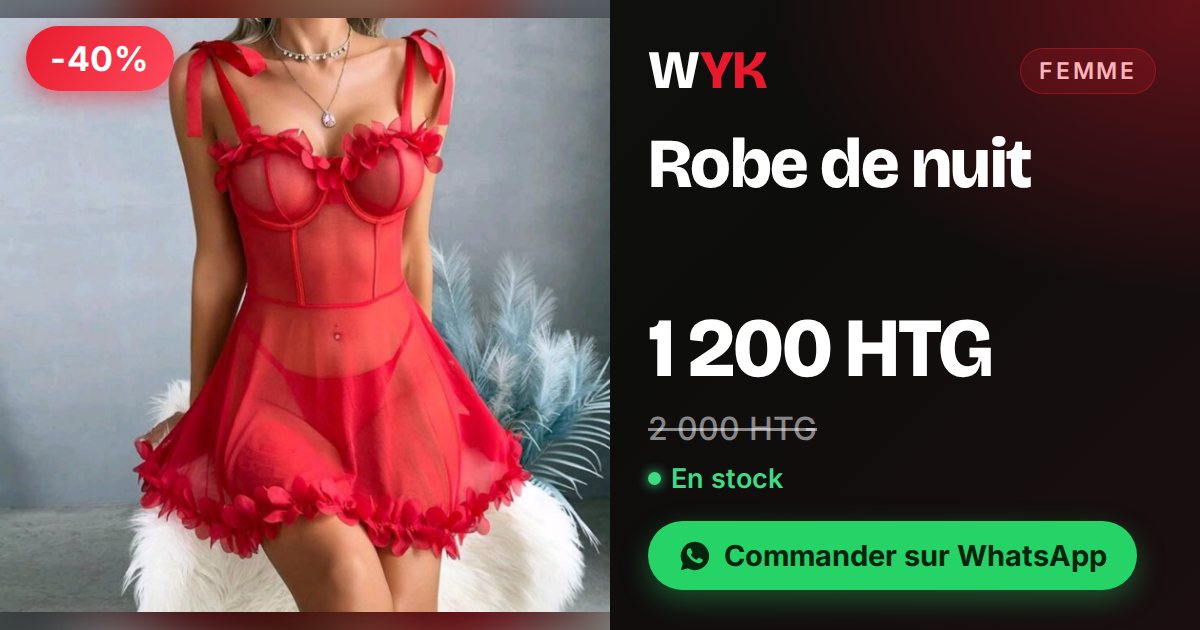 -40%
WYK
FEMME
Robe de nuit
1 200 HTG
2 000 HTG
En stock
Commander sur WhatsApp